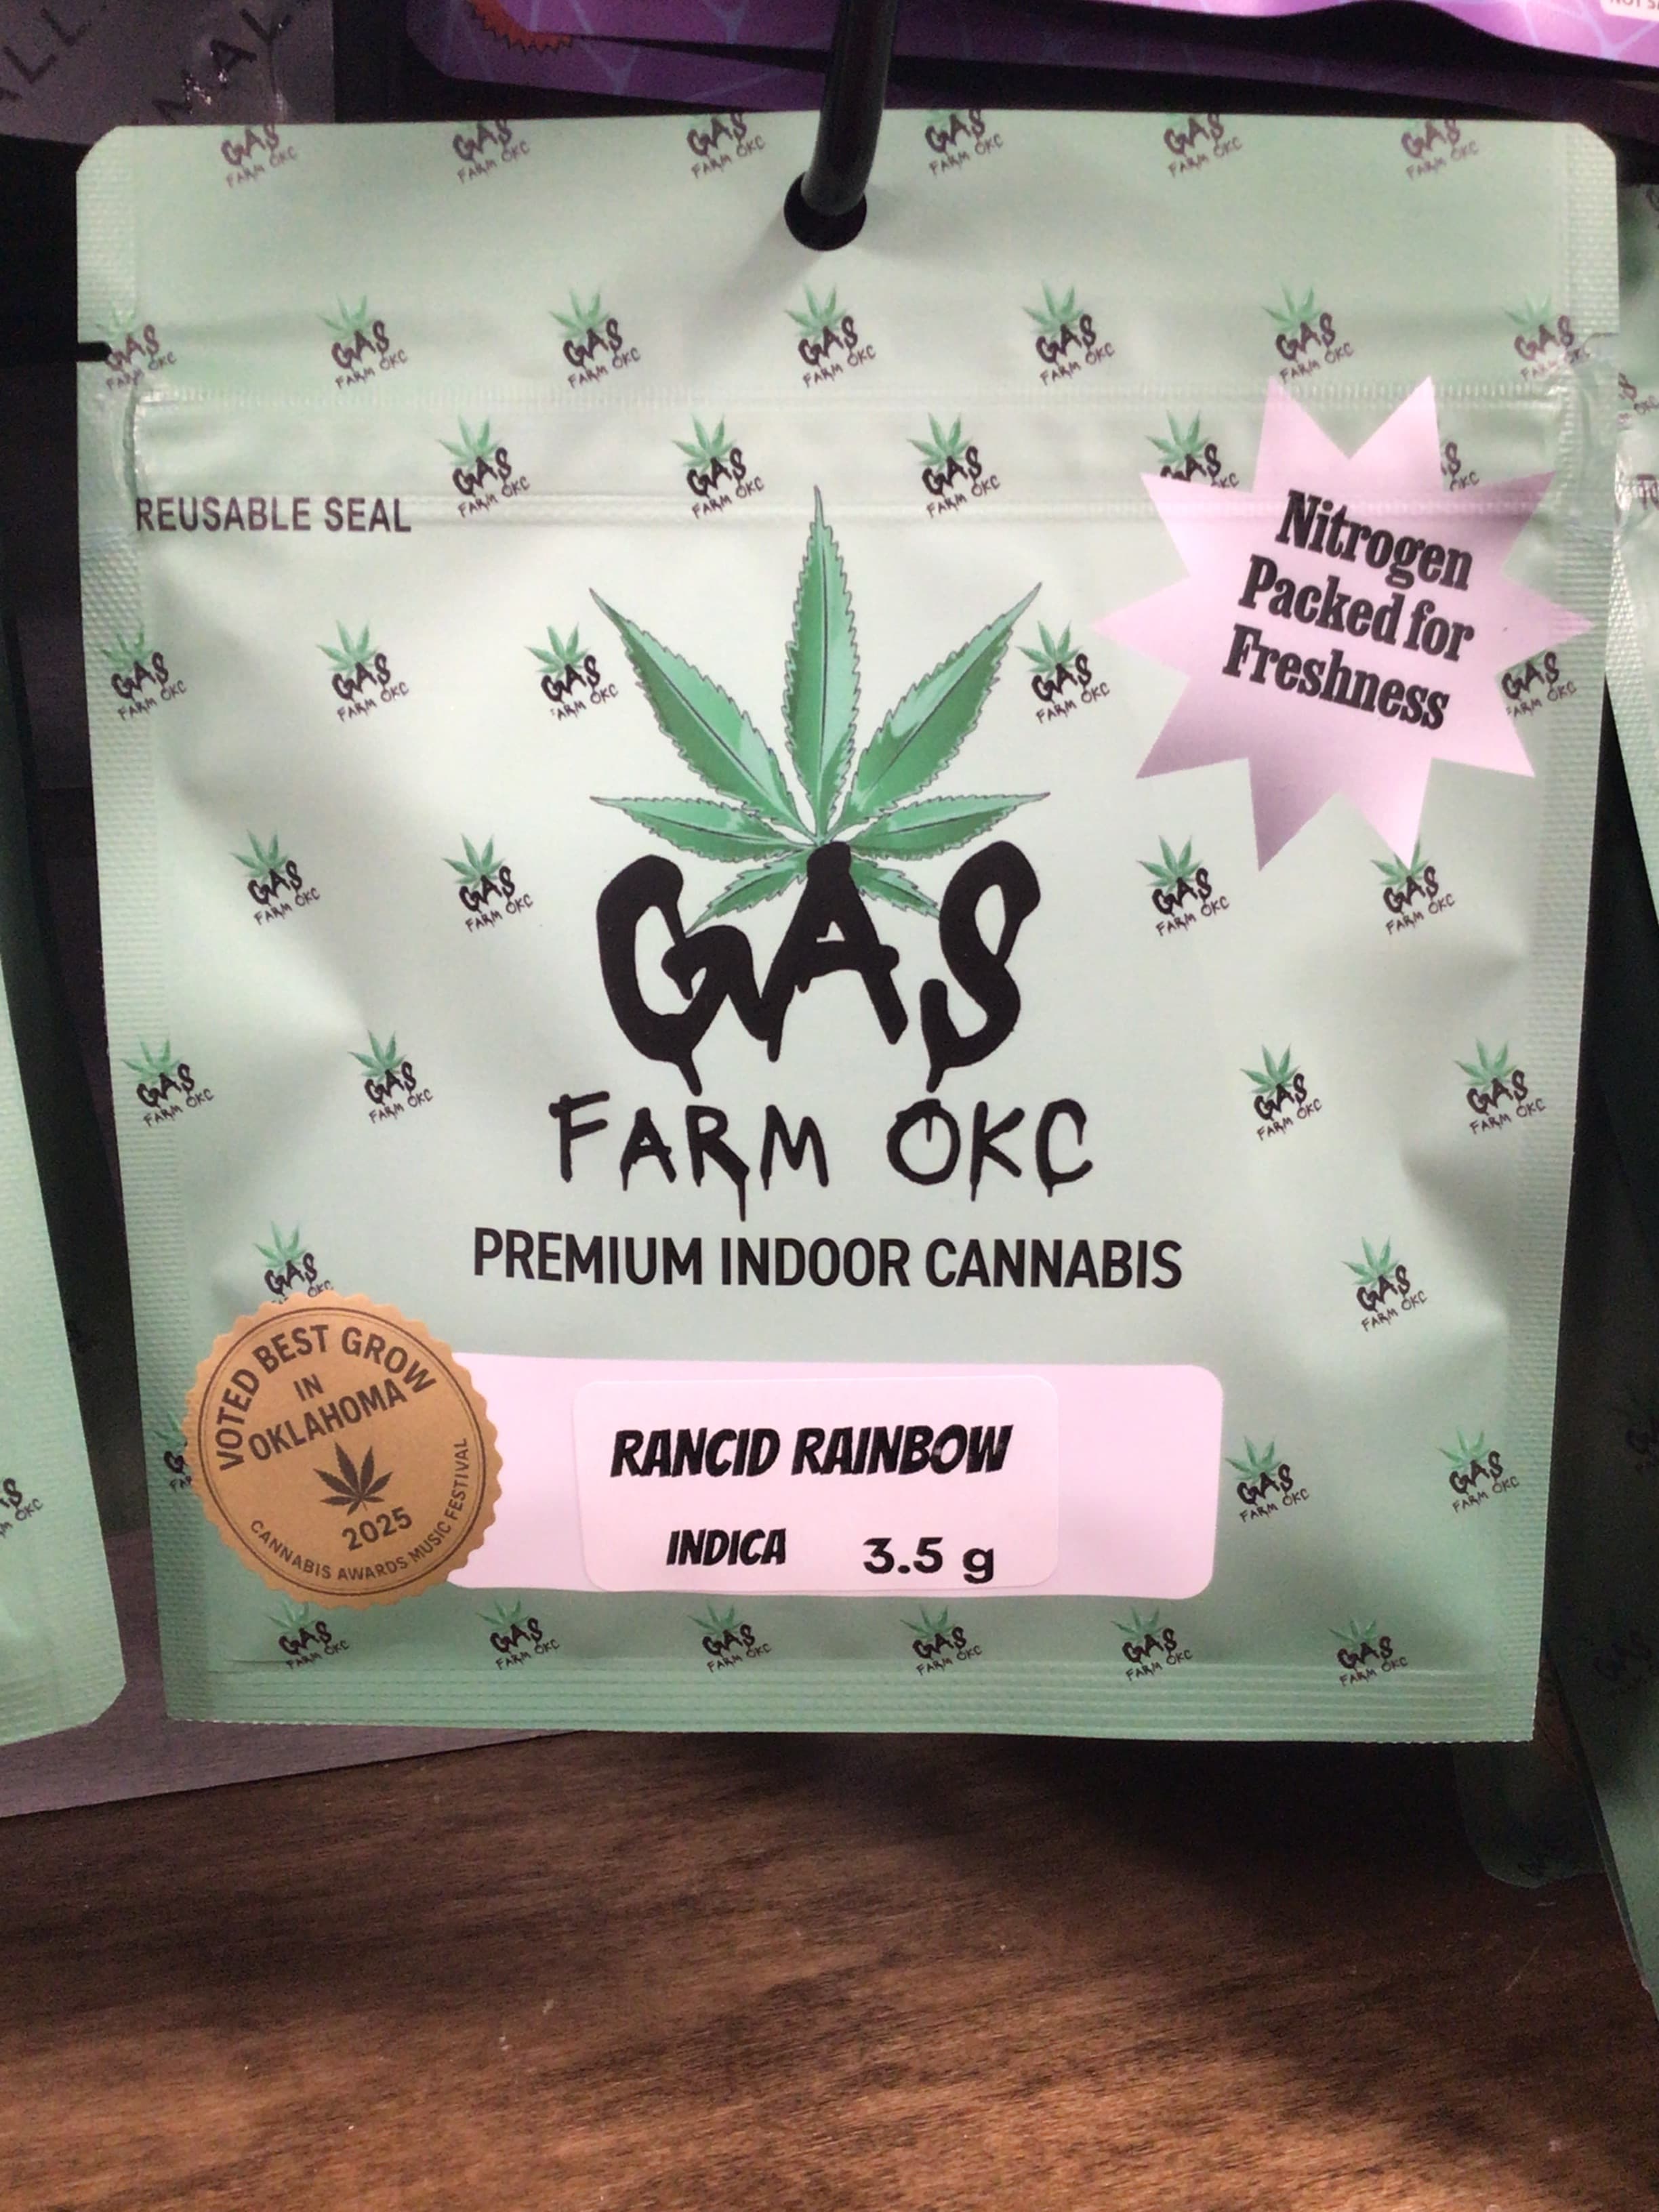 REUSABLE SEAL
Nitrogen
Packed for
Freshness
GAS
FARM OKC
PREMIUM INDOOR CANNABIS
VOTED BEST GROW
IN
OKLAHOMA
2025
CANNABIS AWARDS MUSIC FESTIVAL
RANCID RAINBOW
INDICA 3.5 g